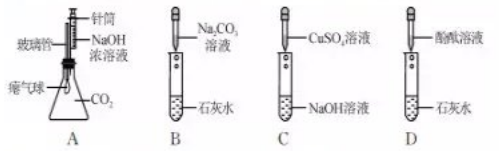 针筒
玻璃管
NaOH
浓溶液
瘪气球
CO₂
A
Na₂CO₃
溶液
石灰水
B
CuSO₄溶液
NaOH溶液
C
酚酞溶液
石灰水
D